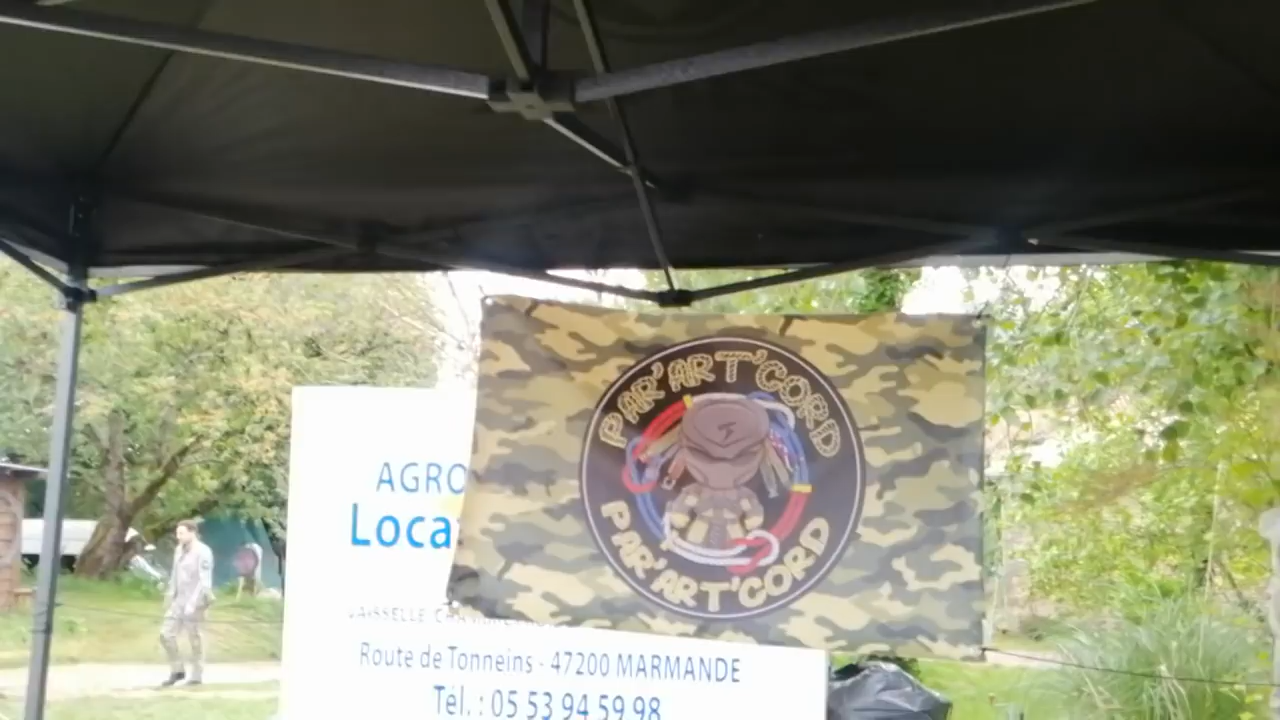 PAR'ART'CORD
PAR'ART'CORD
AGRO
Loca
VAISSELLE
Route de Tonneins - 47200 MARMANDE
Tél. : 05 53 94 59 98